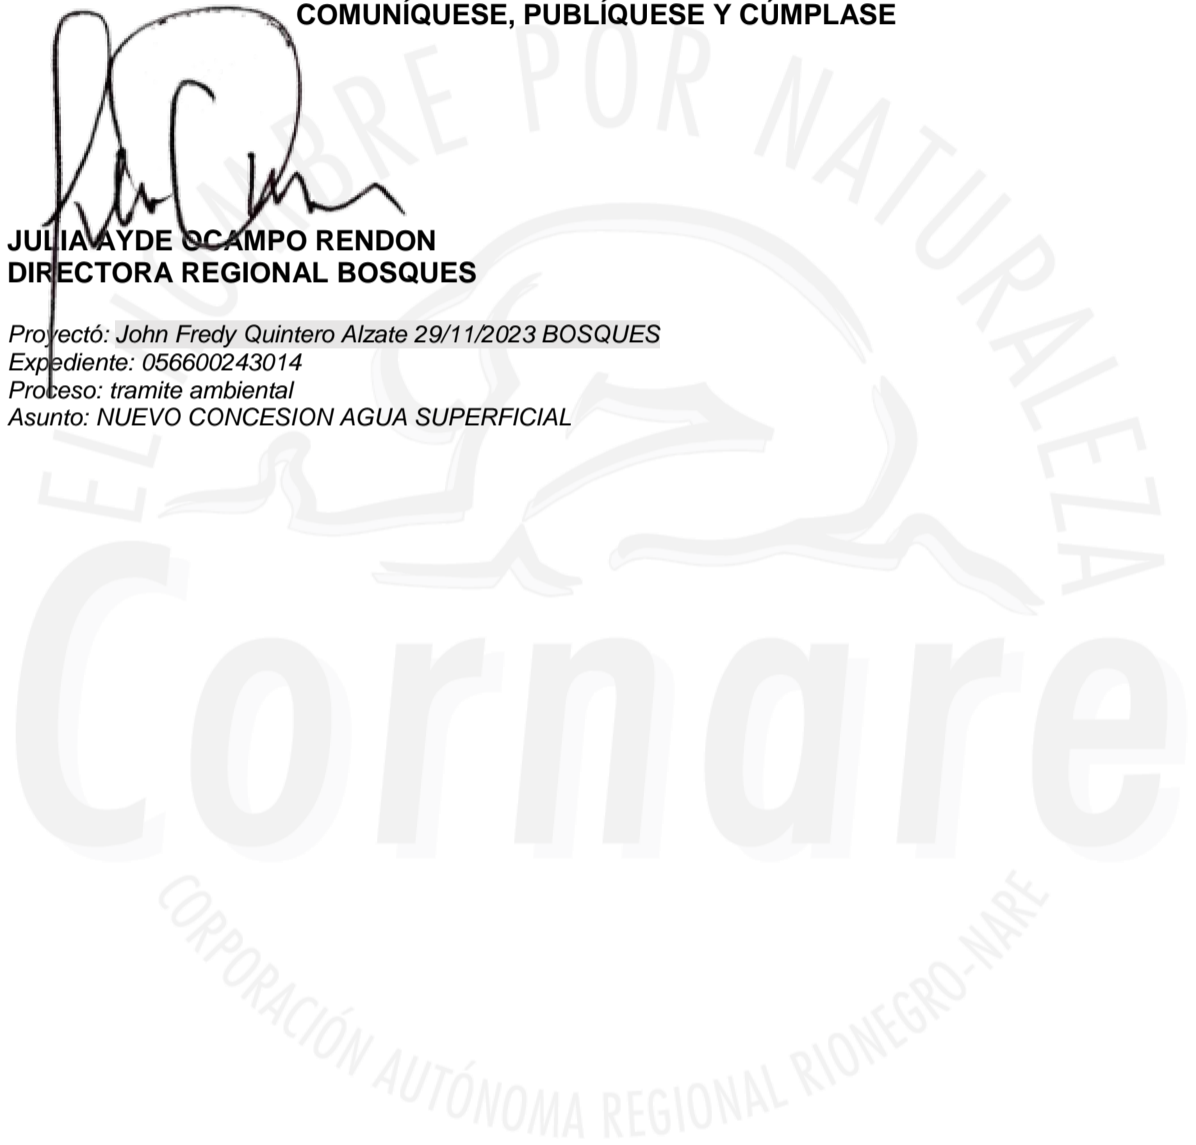 COMUNÍQUESE, PUBLÍQUESE Y CÚMPLASE
JULIA AYDE OCAMPO RENDON
DIRECTORA REGIONAL BOSQUES
Proyectó: John Fredy Quintero Alzate 29/11/2023 BOSQUES
Expediente: 056600243014
Proceso: tramite ambiental
Asunto: NUEVO CONCESION AGUA SUPERFICIAL
EL HOMBRE POR NATURALEZA
Cornare
CORPORACIÓN AUTÓNOMA REGIONAL RIONEGRO-NARE